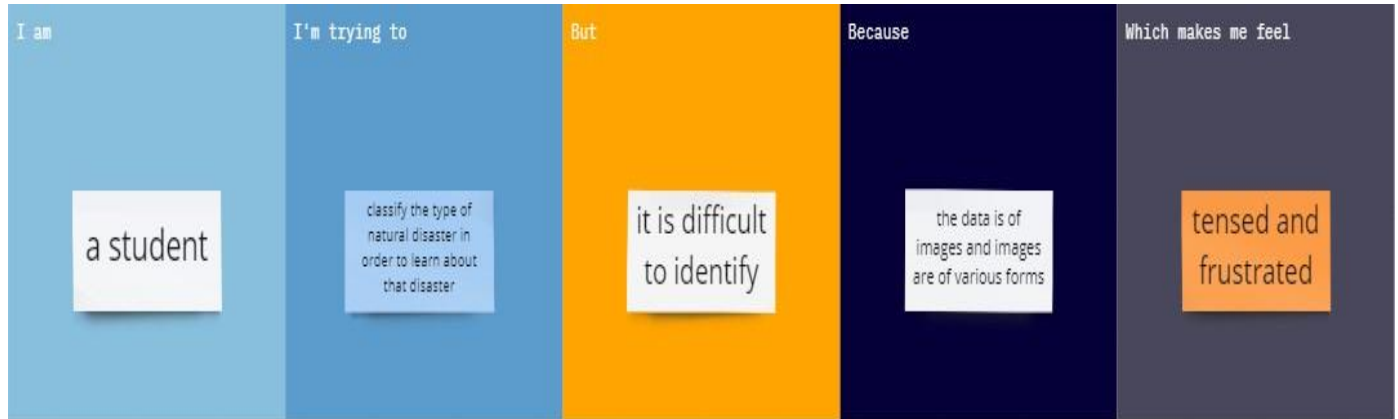 I am
a student
I'm trying to
classify the type of
natural disaster in
order to learn about
that disaster
But
it is difficult
to identify
Because
the data is of
images and images
are of various forms
Which makes me feel
tensed and
frustrated